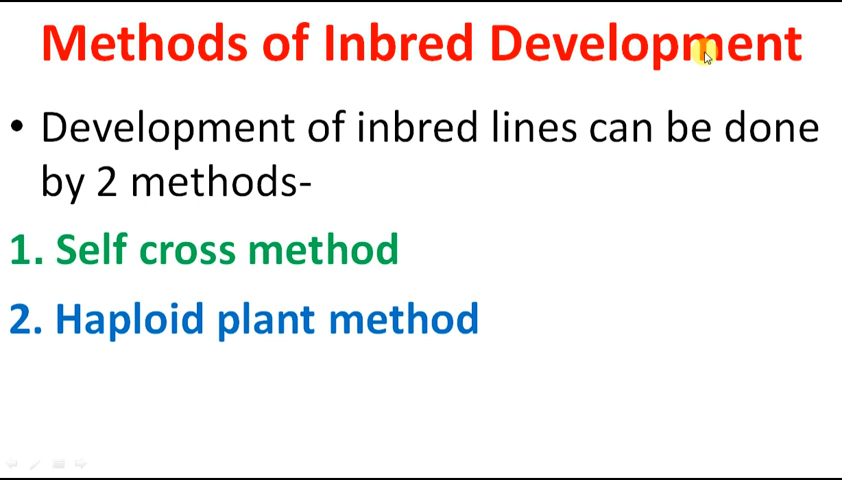 Methods of Inbred Development
• Development of inbred lines can be done
by 2 methods-
1. Self cross method
2. Haploid plant method